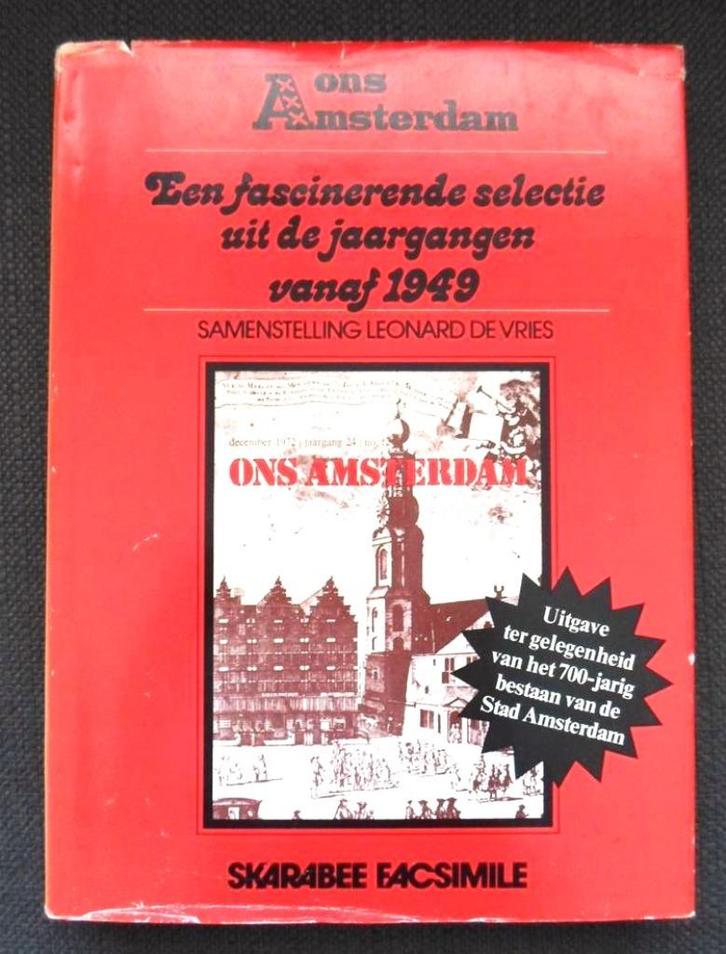 ons
Amsterdam
Een fascinerende selectie
uit de jaargangen
vanaf 1949
SAMENSTELLING LEONARD DE VRIES
december 1972 jaargang 24 no.
ONS AMSTERDAM
Uitgave
ter gelegenheid
van het 700-jarig
bestaan van de
Stad Amsterdam
SKARABEE FACSIMILE